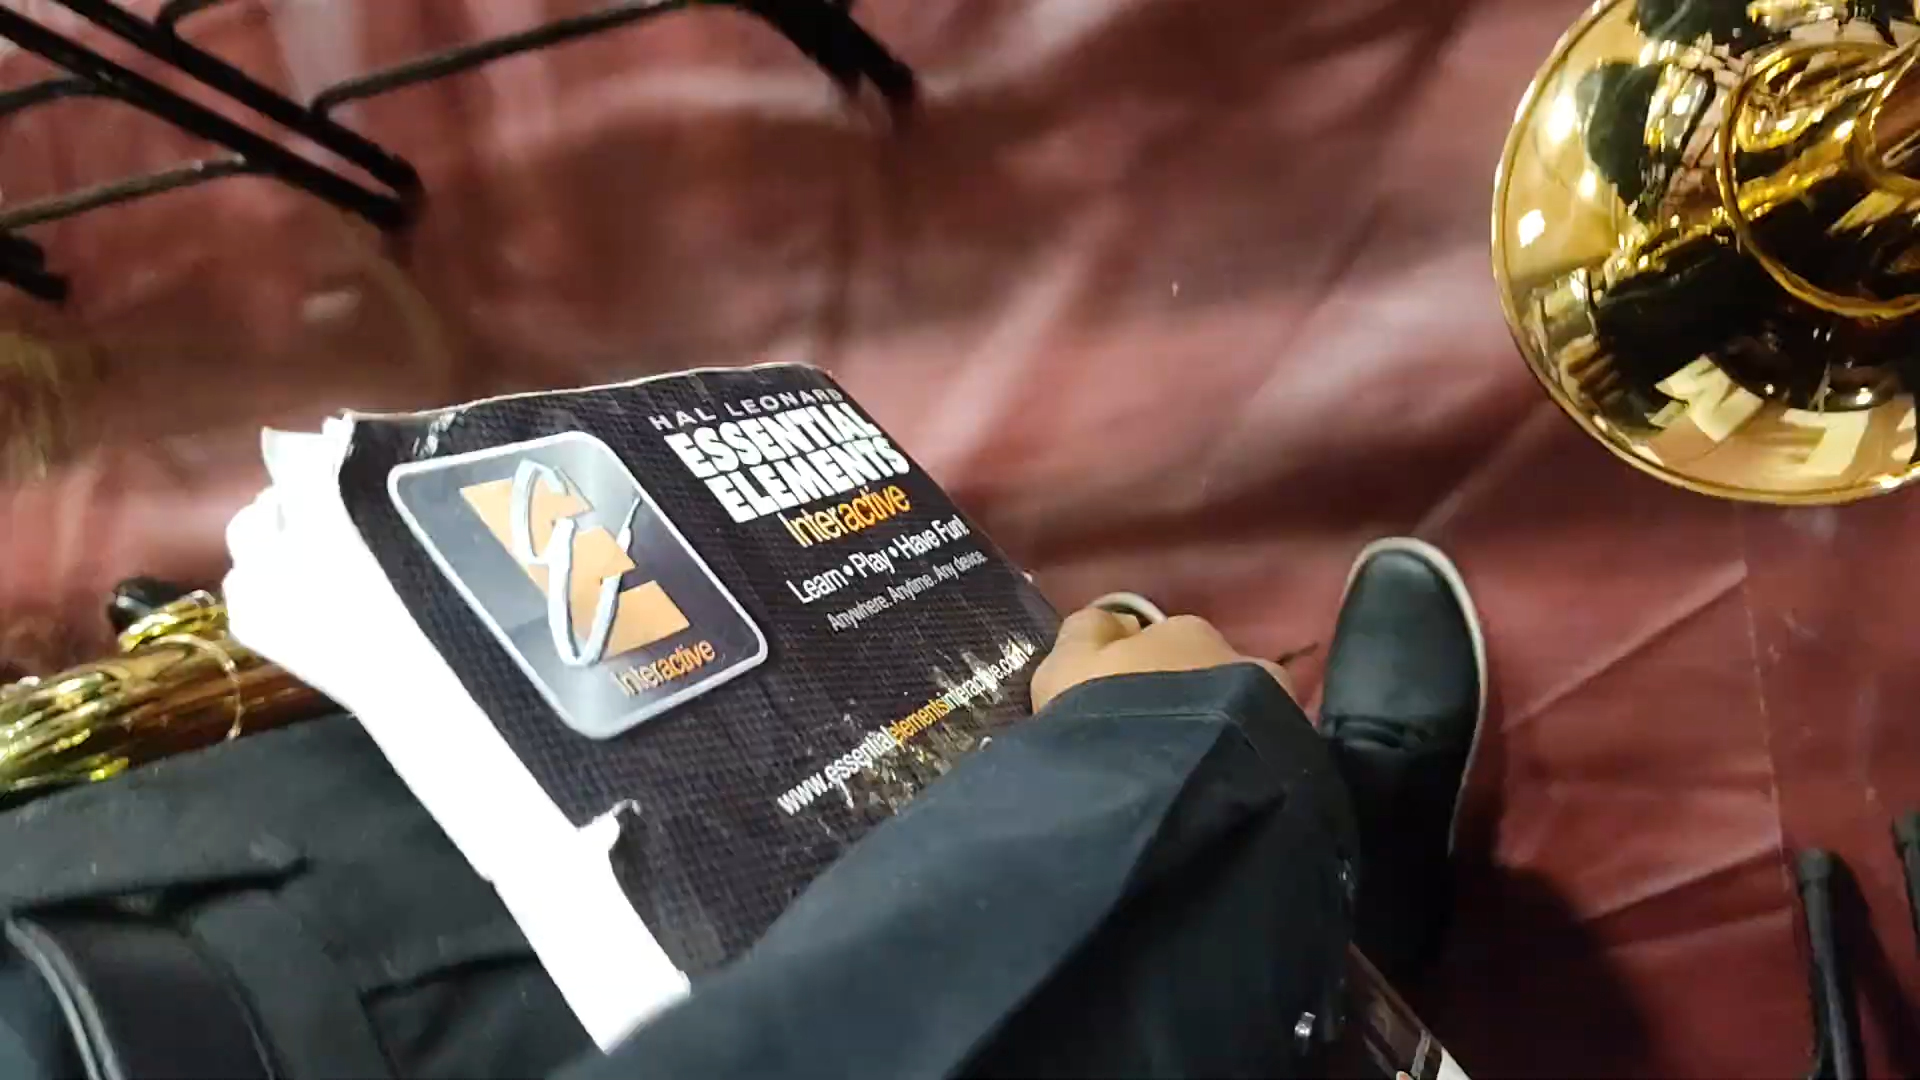 HAL LEONARD
ESSENTIAL
ELEMENTS
Interactive
Learn • Play • Have Fun!
Anywhere. Anytime. Any device.
Interactive
www.essentialelementsinteractive.com